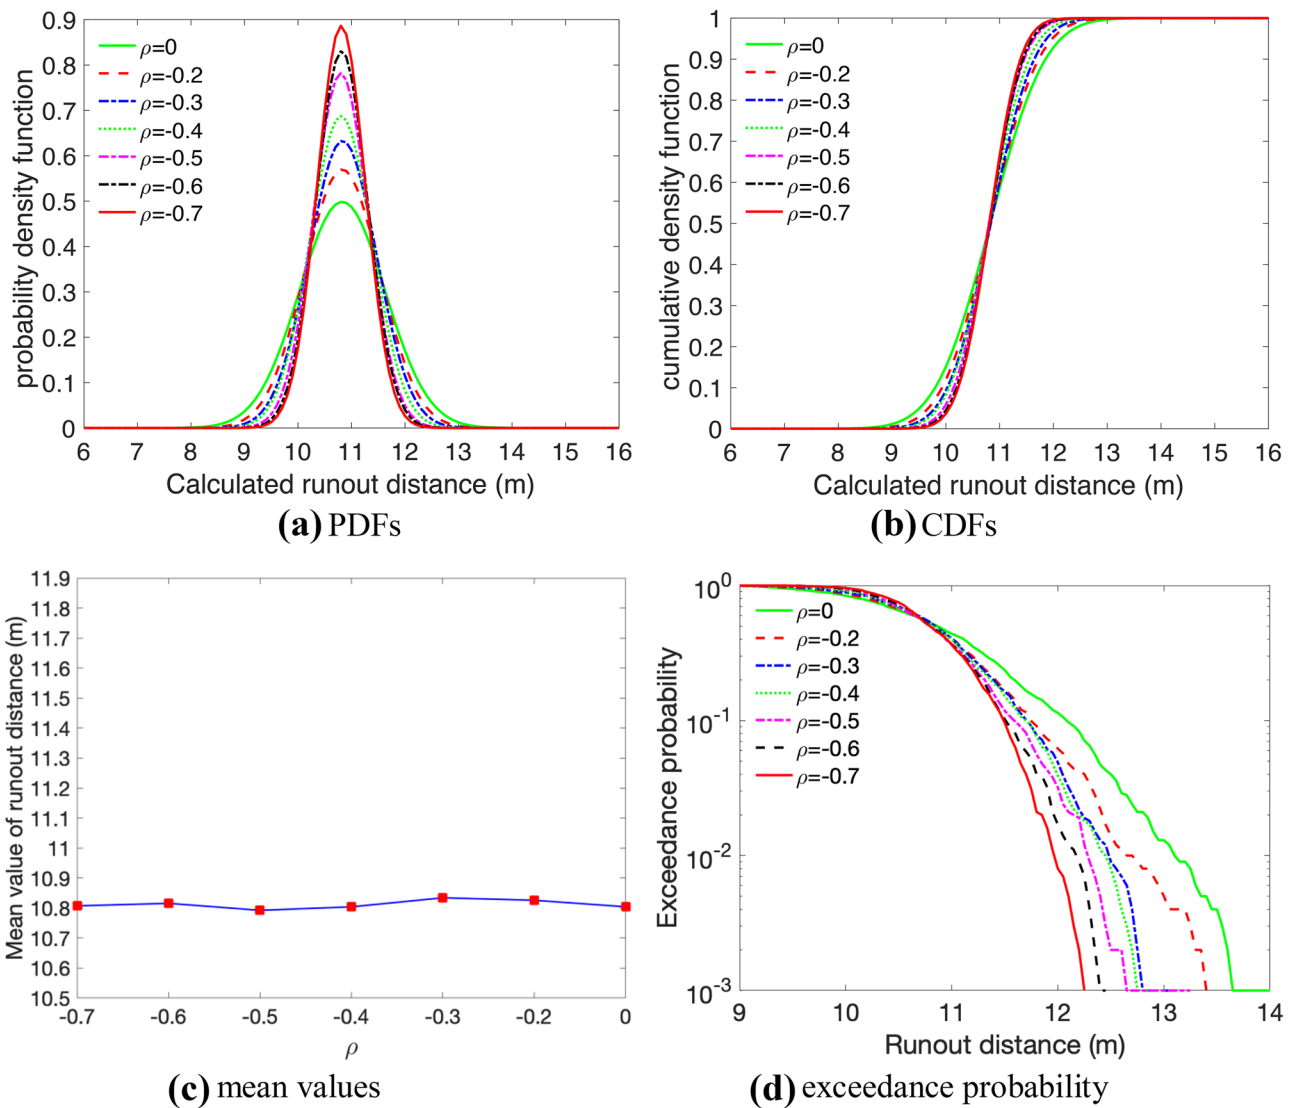 0.9
0.8
0.7
0.6
0.5
0.4
0.3
0.2
0.1
0
probability density function
ρ=0
ρ=-0.2
ρ=-0.3
ρ=-0.4
ρ=-0.5
ρ=-0.6
ρ=-0.7
6 7 8 9 10 11 12 13 14 15 16
Calculated runout distance (m)
(a) PDFs
1
0.9
0.8
0.7
0.6
0.5
0.4
0.3
0.2
0.1
0
cumulative density function
ρ=0
ρ=-0.2
ρ=-0.3
ρ=-0.4
ρ=-0.5
ρ=-0.6
ρ=-0.7
6 7 8 9 10 11 12 13 14 15 16
Calculated runout distance (m)
(b) CDFs
11.9
11.8
11.7
11.6
11.5
11.4
11.3
11.2
11.1
11
10.9
10.8
10.7
10.6
10.5
Mean value of runout distance (m)
-0.7 -0.6 -0.5 -0.4 -0.3 -0.2 0
ρ
(c) mean values
10⁰
10⁻¹
10⁻²
10⁻³
Exceedance probability
ρ=0
ρ=-0.2
ρ=-0.3
ρ=-0.4
ρ=-0.5
ρ=-0.6
ρ=-0.7
9 10 11 12 13 14
Runout distance (m)
(d) exceedance probability